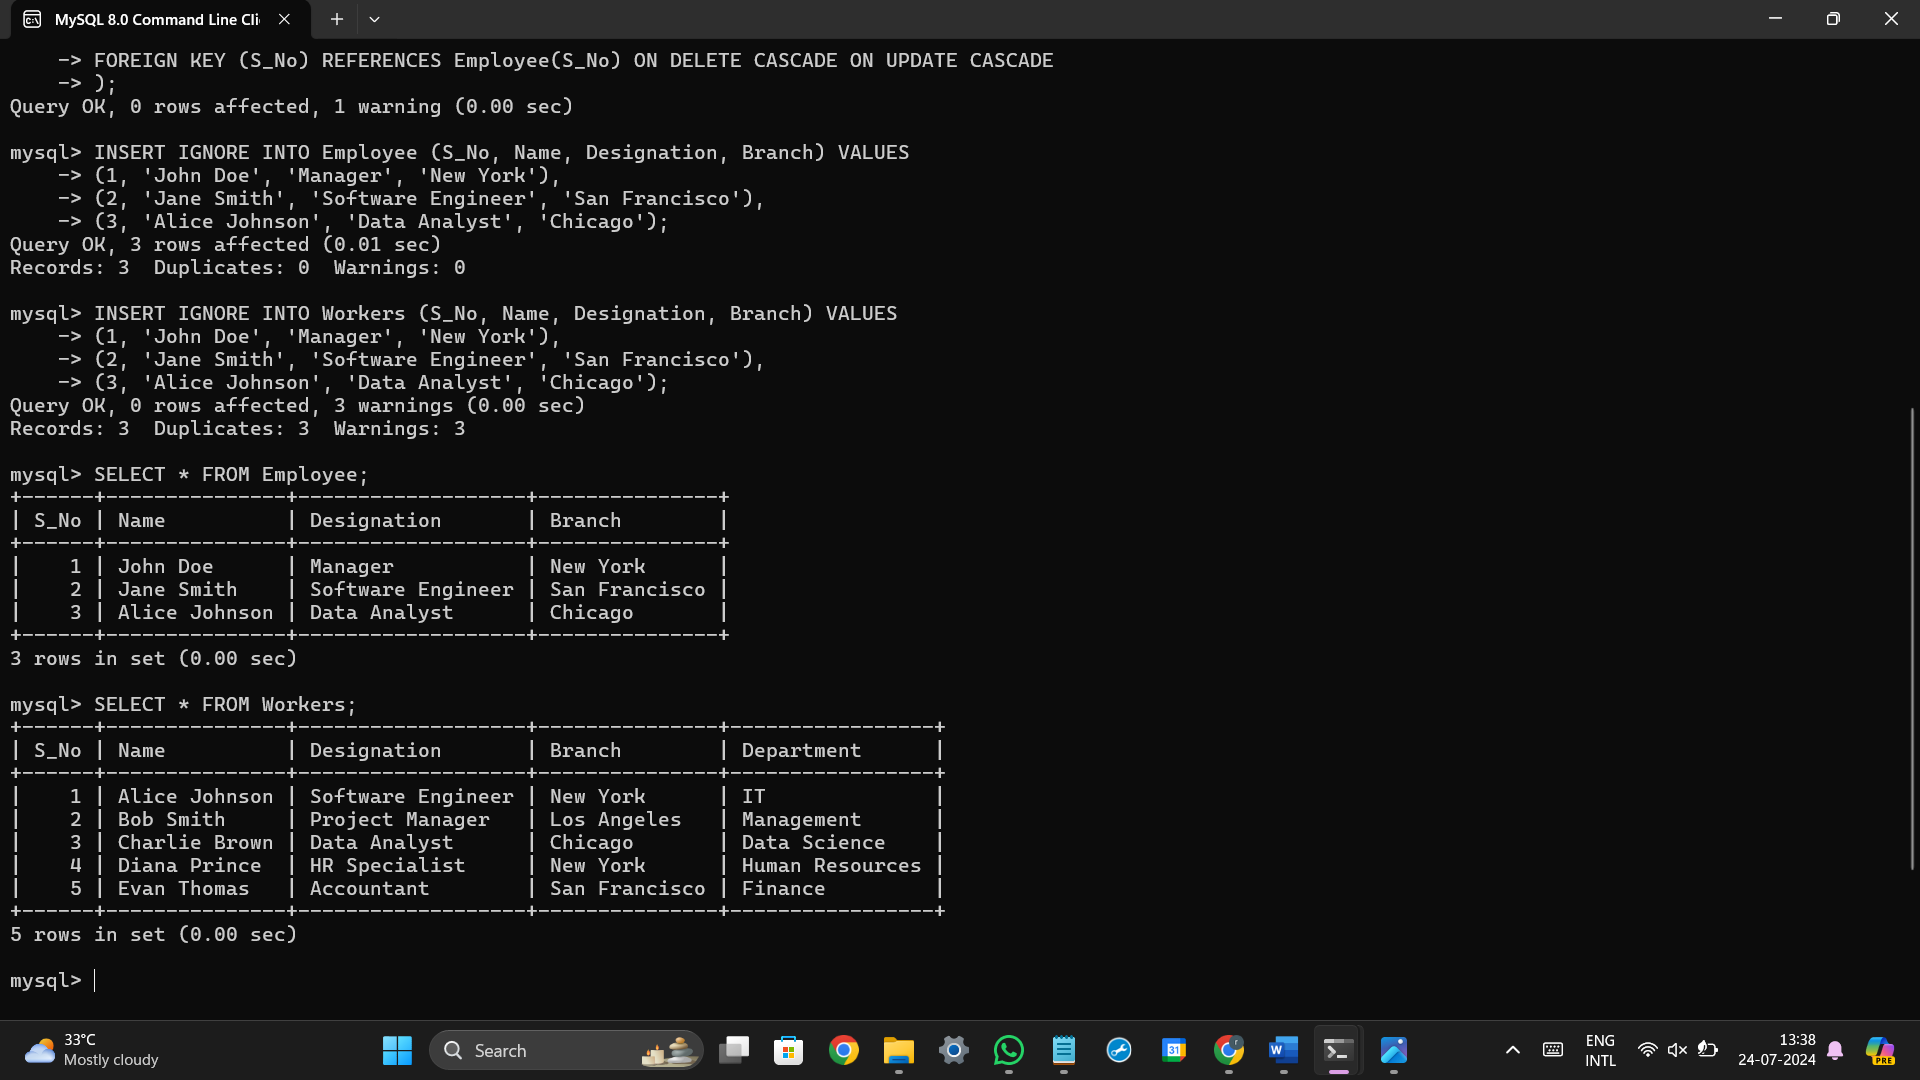 MySQL 8.0 Command Line Cli
    -> FOREIGN KEY (S_No) REFERENCES Employee(S_No) ON DELETE CASCADE ON UPDATE CASCADE
    -> );
Query OK, 0 rows affected, 1 warning (0.00 sec)
mysql> INSERT IGNORE INTO Employee (S_No, Name, Designation, Branch) VALUES
    -> (1, 'John Doe', 'Manager', 'New York'),
    -> (2, 'Jane Smith', 'Software Engineer', 'San Francisco'),
    -> (3, 'Alice Johnson', 'Data Analyst', 'Chicago');
Query OK, 3 rows affected (0.01 sec)
Records: 3  Duplicates: 0  Warnings: 0
mysql> INSERT IGNORE INTO Workers (S_No, Name, Designation, Branch) VALUES
    -> (1, 'John Doe', 'Manager', 'New York'),
    -> (2, 'Jane Smith', 'Software Engineer', 'San Francisco'),
    -> (3, 'Alice Johnson', 'Data Analyst', 'Chicago');
Query OK, 0 rows affected, 3 warnings (0.00 sec)
Records: 3  Duplicates: 3  Warnings: 3
mysql> SELECT * FROM Employee;
+------+---------------+-------------------+---------------+
| S_No | Name          | Designation       | Branch        |
+------+---------------+-------------------+---------------+
|    1 | John Doe      | Manager           | New York      |
|    2 | Jane Smith    | Software Engineer | San Francisco |
|    3 | Alice Johnson | Data Analyst      | Chicago       |
+------+---------------+-------------------+---------------+
3 rows in set (0.00 sec)
mysql> SELECT * FROM Workers;
+------+---------------+-------------------+---------------+-----------------+
| S_No | Name          | Designation       | Branch        | Department      |
+------+---------------+-------------------+---------------+-----------------+
|    1 | Alice Johnson | Software Engineer | New York      | IT              |
|    2 | Bob Smith     | Project Manager   | Los Angeles   | Management      |
|    3 | Charlie Brown | Data Analyst      | Chicago       | Data Science    |
|    4 | Diana Prince  | HR Specialist     | New York      | Human Resources |
|    5 | Evan Thomas   | Accountant        | San Francisco | Finance         |
+------+---------------+-------------------+---------------+-----------------+
5 rows in set (0.00 sec)
mysql>
33°C
Mostly cloudy
Search
31
W
r
ENG
INTL
13:38
24-07-2024
PRE